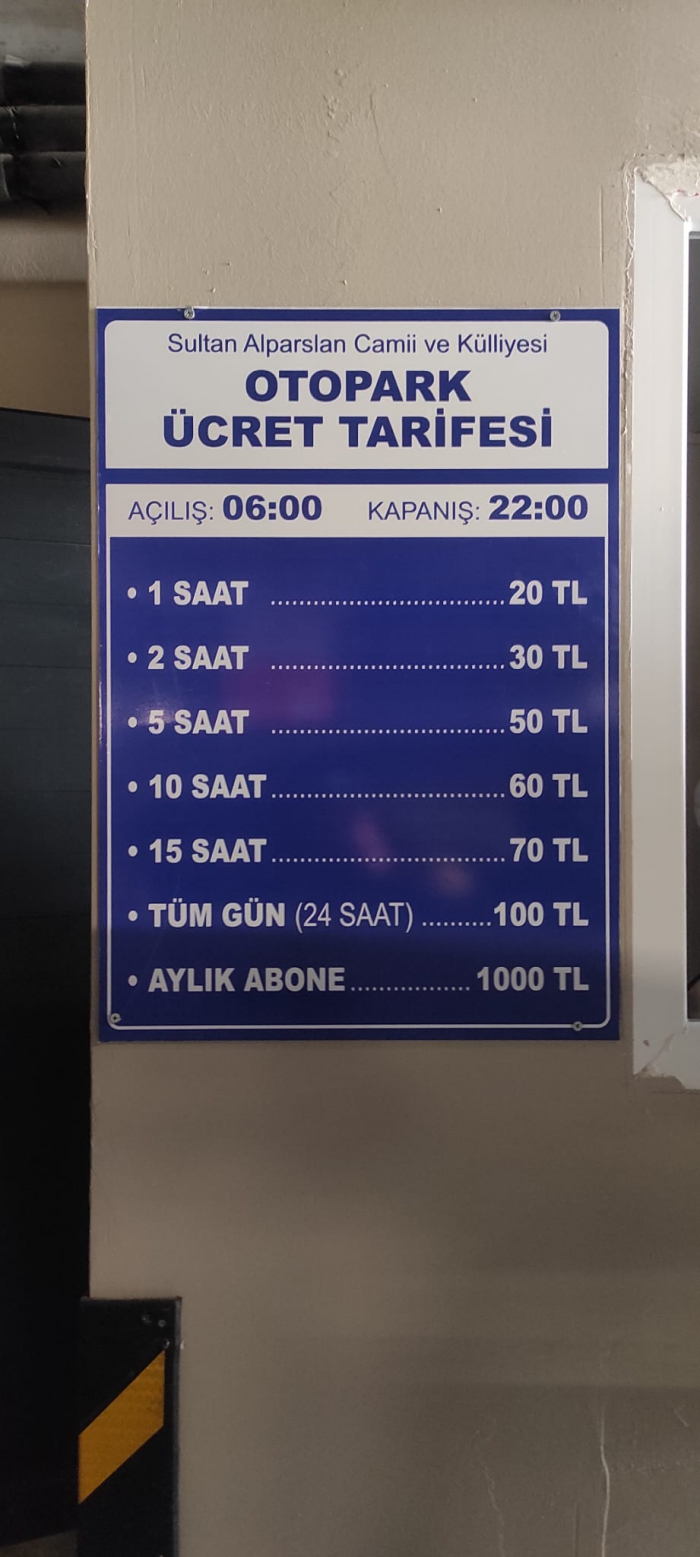 Sultan Alparslan Camii ve Külliyesi
OTOPARK
ÜCRET TARİFESİ
AÇILIŞ: 06:00 KAPANIŞ: 22:00
• 1 SAAT ................................. 20 TL
• 2 SAAT ................................. 30 TL
• 5 SAAT ................................. 50 TL
• 10 SAAT ................................. 60 TL
• 15 SAAT ................................. 70 TL
• TÜM GÜN (24 SAAT) .......... 100 TL
• AYLIK ABONE ................. 1000 TL